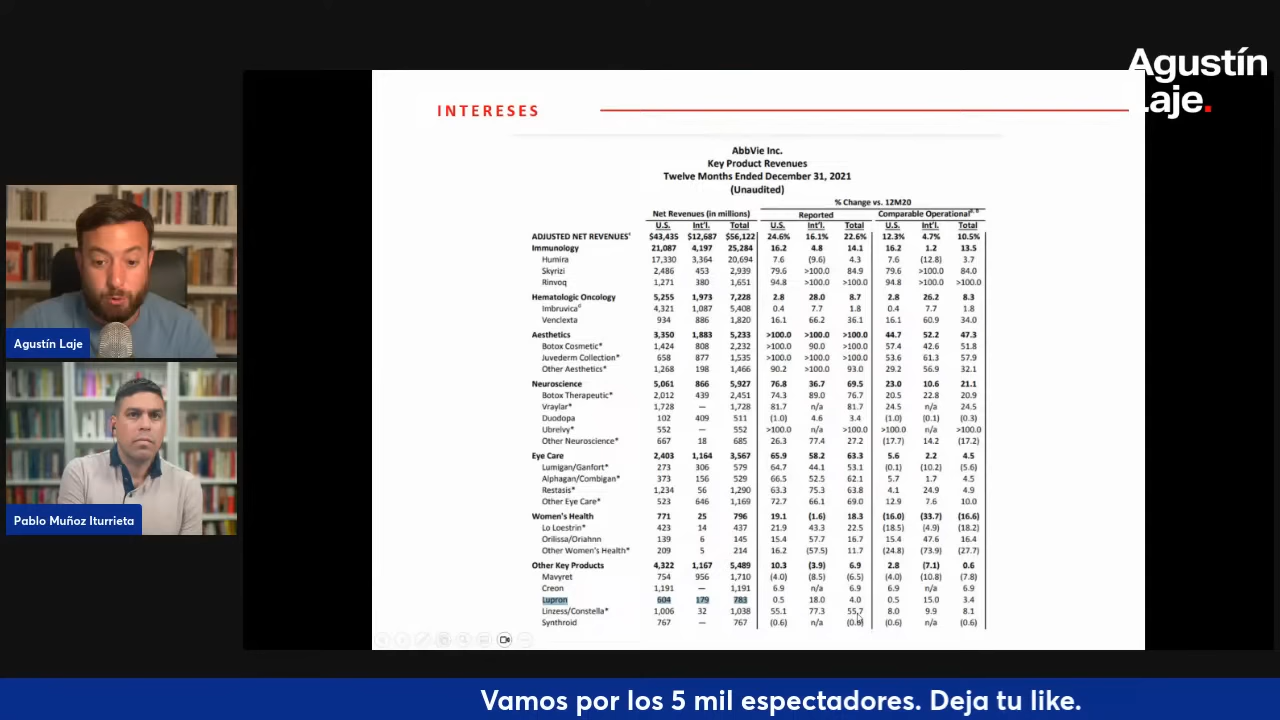 Agustín
Laje.
INTERESES
AbbVie Inc.
Key Product Revenues
Twelve Months Ended December 31, 2021
(Unaudited)
% Change vs. 12M20
Net Revenues (in millions) Reported Comparable Operational
U.S. Int'l. Total U.S. Int'l. Total U.S. Int'l. Total
ADJUSTED NET REVENUES $43,435 $12,687 $56,122 24.6% 16.1% 22.6% 12.3% 4.7% 10.5%
Immunology 21,087 4,197 25,284 16.2 4.8 14.1 16.2 1.2 13.5
Humira 17,330 3,364 20,694 7.6 (9.6) 4.3 7.6 (12.8) 3.7
Skyrizi 2,486 453 2,939 79.6 >100.0 84.9 79.6 >100.0 84.0
Rinvoq 1,271 380 1,651 94.8 >100.0 >100.0 94.8 >100.0 >100.0
Hematologic Oncology 5,255 1,973 7,228 2.8 28.0 8.7 2.8 26.2 8.3
Imbruvica 4,321 1,087 5,408 0.4 7.7 1.8 0.4 7.7 1.8
Venclexta 934 886 1,820 16.1 66.2 36.1 16.1 60.9 34.0
Aesthetics 3,350 1,883 5,233 >100.0 >100.0 >100.0 44.7 52.2 47.3
Botox Cosmetic* 1,424 808 2,232 >100.0 90.0 >100.0 57.4 42.6 51.8
Juvederm Collection* 658 877 1,535 >100.0 >100.0 >100.0 53.6 61.3 57.9
Other Aesthetics* 1,268 198 1,466 90.2 >100.0 93.0 29.2 56.9 32.1
Neuroscience 5,061 866 5,927 76.8 36.7 69.5 23.0 10.6 21.1
Botox Therapeutic* 2,012 439 2,451 74.3 89.0 76.7 20.5 22.8 20.9
Vraylar* 1,728 — 1,728 81.7 n/a 81.7 24.5 n/a 24.5
Duodopa 102 409 511 (1.0) 4.6 3.4 (1.0) (0.1) (0.3)
Ubrelvy* 552 — 552 >100.0 n/a >100.0 >100.0 n/a >100.0
Other Neuroscience* 667 18 685 26.3 77.4 27.2 (17.7) 14.2 (17.2)
Eye Care 2,403 1,164 3,567 65.9 58.2 63.3 5.6 2.2 4.5
Lumigan/Ganfort* 273 306 579 64.7 44.1 53.1 (0.1) (10.2) (5.6)
Alphagan/Combigan* 373 156 529 66.5 52.5 62.1 5.7 1.7 4.5
Restasis* 1,234 56 1,290 63.3 75.3 63.8 4.1 24.9 4.9
Other Eye Care* 523 646 1,169 72.7 66.1 69.0 12.9 7.6 10.0
Women's Health 771 25 796 19.1 (1.6) 18.3 (16.0) (33.7) (16.6)
Lo Loestrin* 423 14 437 21.9 43.3 22.5 (18.5) (4.9) (18.2)
Orilissa/Oriahnn 139 6 145 15.4 57.7 16.7 15.4 47.6 16.4
Other Women's Health* 209 5 214 16.2 (57.5) 11.7 (24.8) (73.9) (27.7)
Other Key Products 4,322 1,167 5,489 10.3 (3.9) 6.9 2.8 (7.1) 0.6
Mavyret 754 956 1,710 (4.0) (8.5) (6.5) (4.0) (10.8) (7.8)
Creon 1,191 — 1,191 6.9 n/a 6.9 6.9 n/a 6.9
Lupron 604 179 783 0.5 18.0 4.0 0.5 15.0 3.4
Linzess/Constella* 1,006 32 1,038 55.1 77.3 55.7 8.0 9.9 8.1
Synthroid 767 — 767 (0.6) n/a (0.6) (0.6) n/a (0.6)
Agustín Laje
Pablo Muñoz Iturrieta
Vamos por los 5 mil espectadores. Deja tu like.